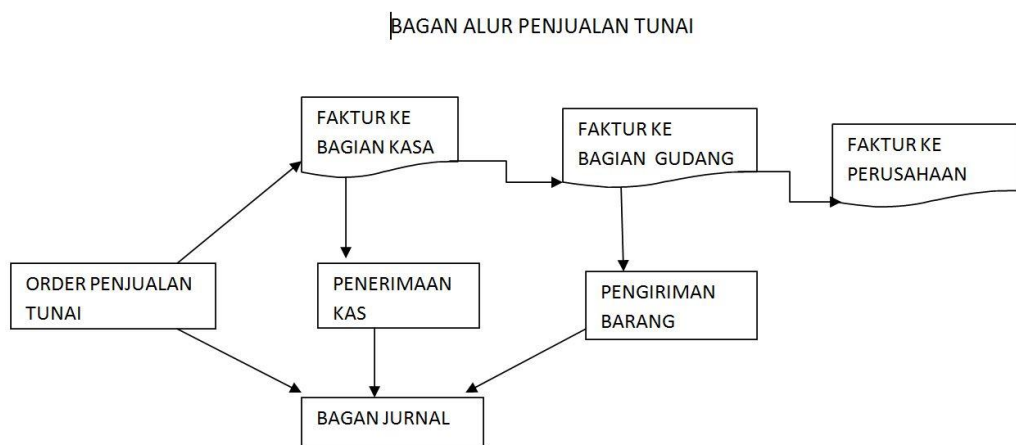 BAGAN ALUR PENJUALAN TUNAI
FAKTUR KE
BAGIAN KASA
FAKTUR KE
BAGIAN GUDANG
FAKTUR KE
PERUSAHAAN
ORDER PENJUALAN
TUNAI
PENERIMAAN
KAS
PENGIRIMAN
BARANG
BAGAN JURNAL